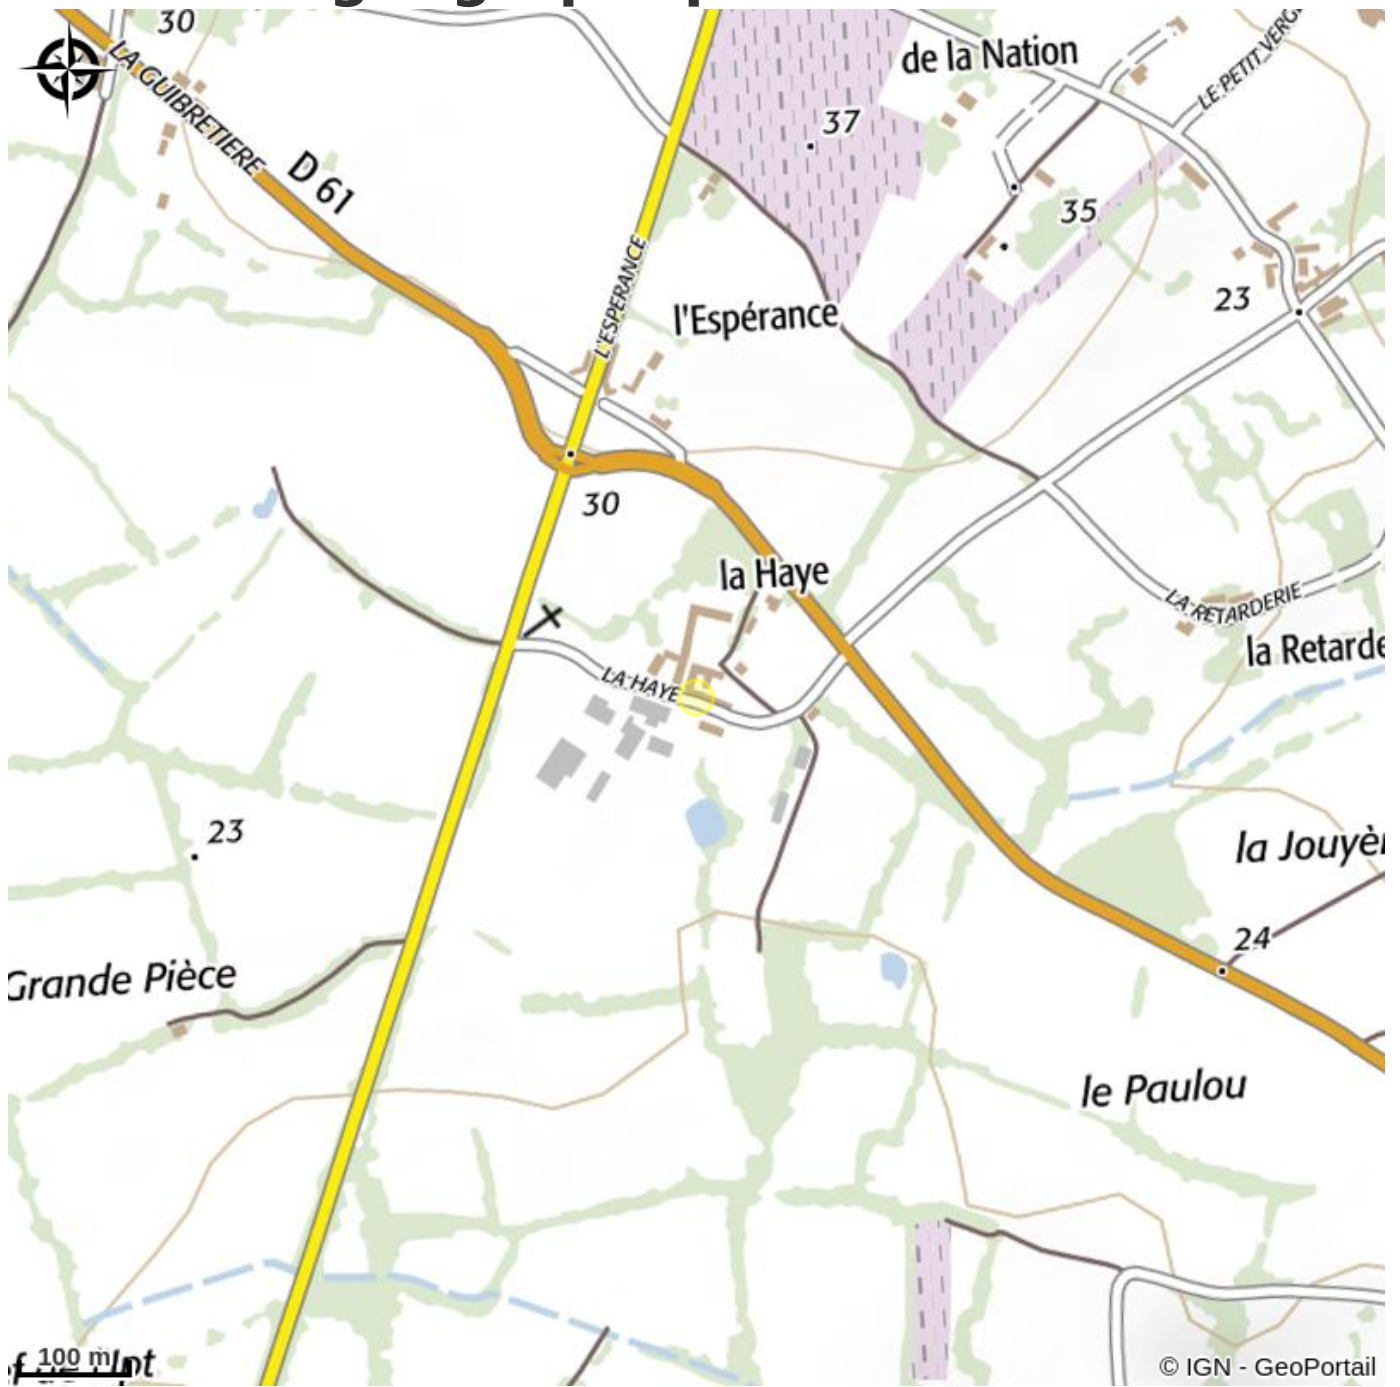 30
LA GUIBRETIERE
D 61
de la Nation
LE PETIT
37
35
L'ESPERANCE
l'Espérance
23
30
la Haye
LA HAYE
LA RETARDERIE
la Retarde
23
la Jouyè
24
Grande Pièce
le Paulou
100 m
© IGN - GeoPortail